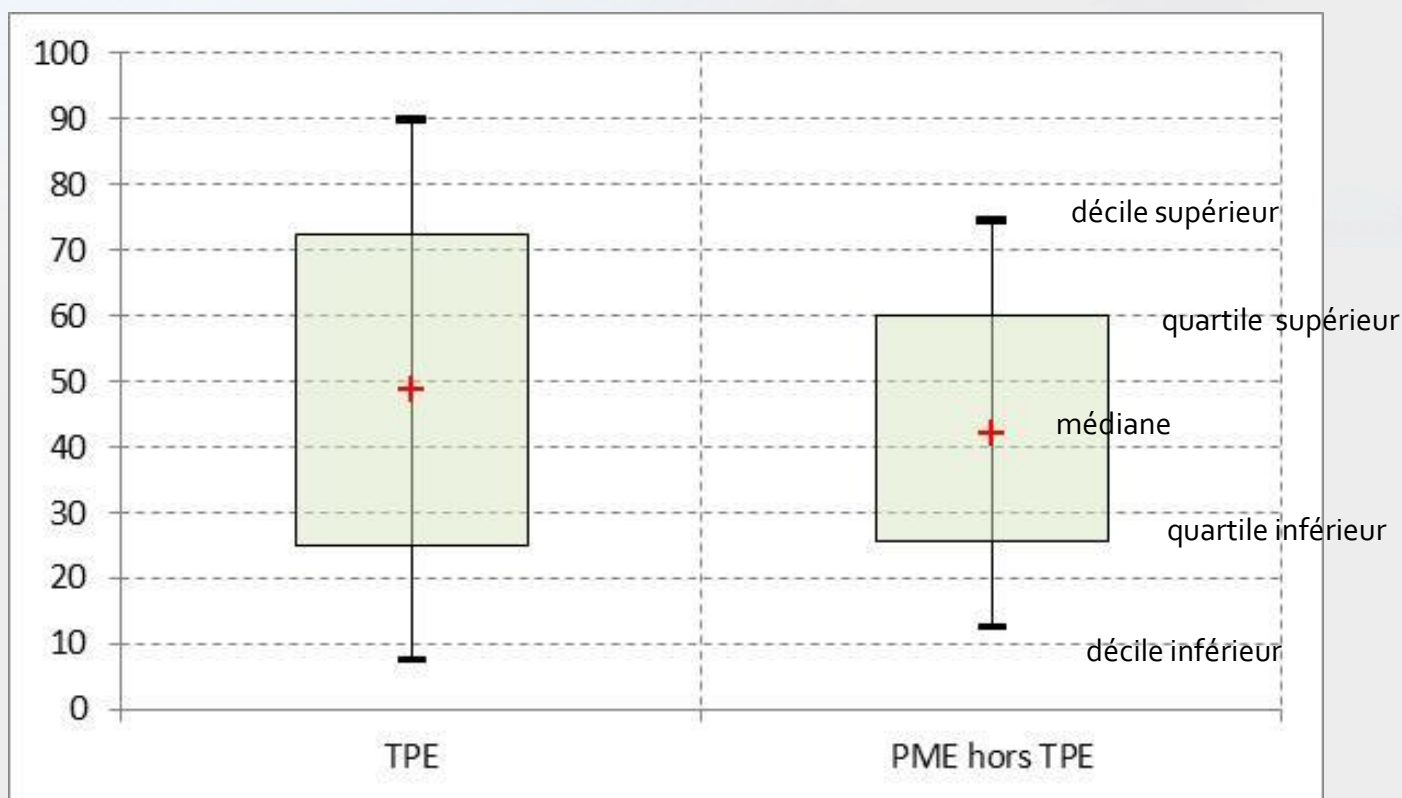 100
90
80
70
60
50
40
30
20
10
0
décile supérieur
quartile supérieur
médiane
quartile inférieur
décile inférieur
TPE
PME hors TPE